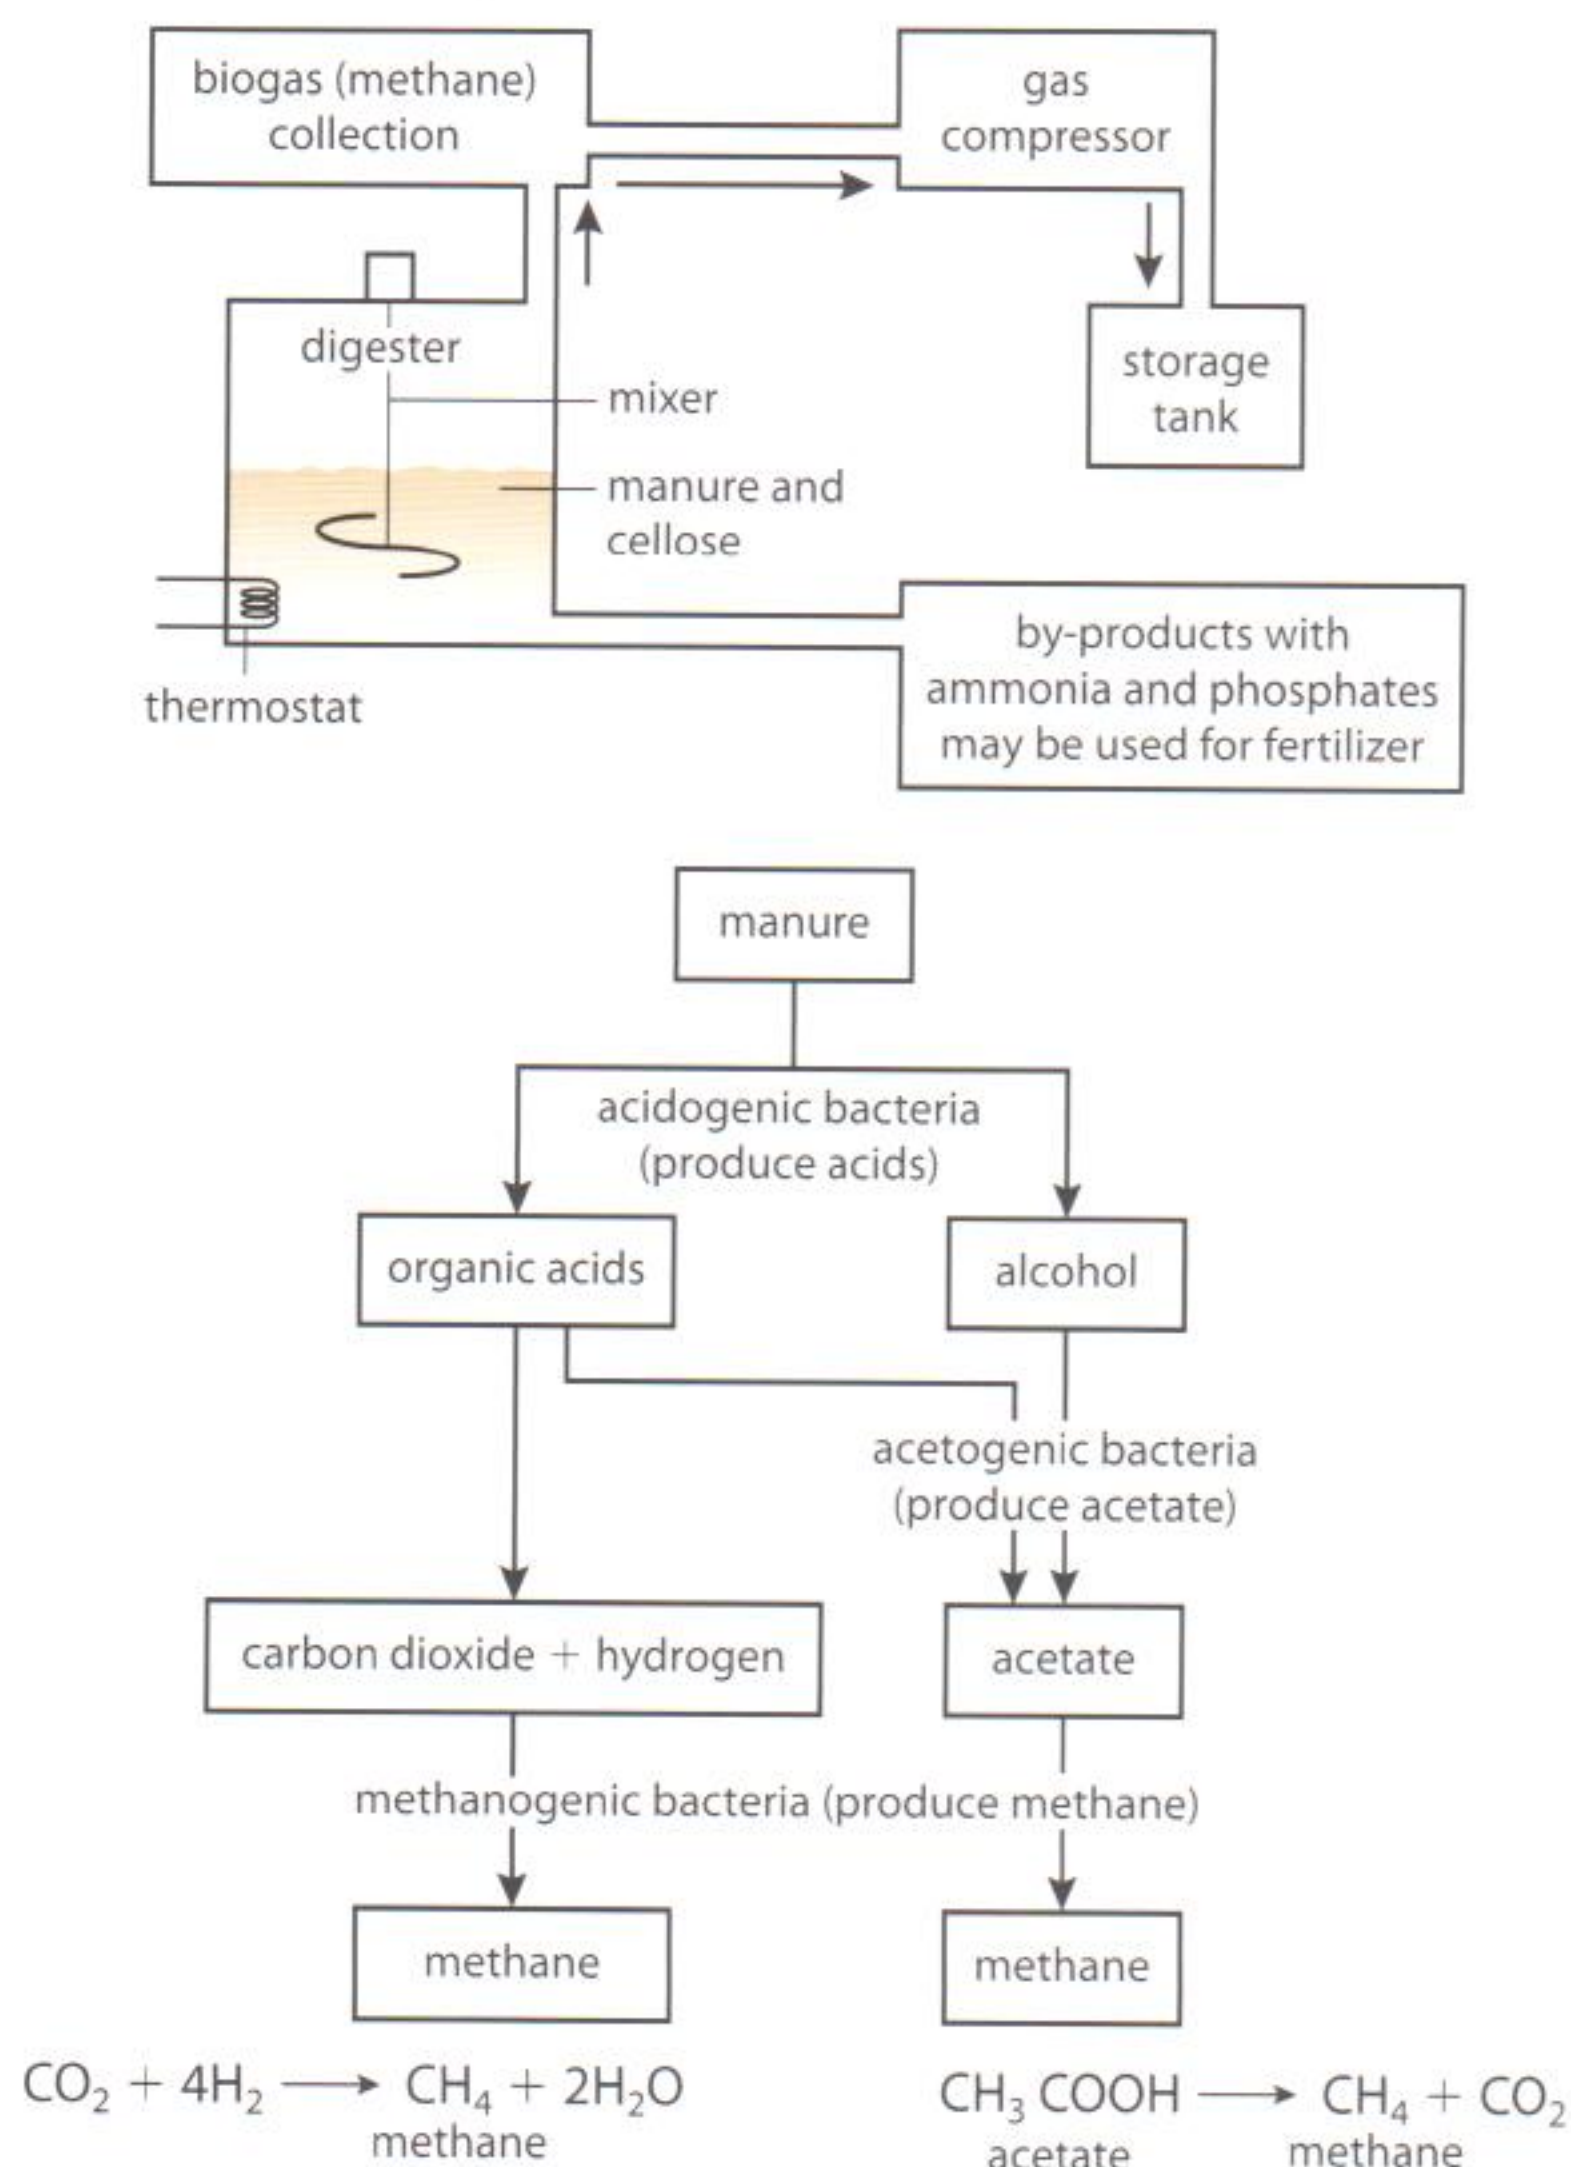 biogas (methane)
collection
gas
compressor
digester
mixer
storage
tank
manure and
cellose
thermostat
by-products with
ammonia and phosphates
may be used for fertilizer
manure
acidogenic bacteria
(produce acids)
organic acids
alcohol
acetogenic bacteria
(produce acetate)
carbon dioxide + hydrogen
acetate
methanogenic bacteria (produce methane)
methane
methane
CO₂ + 4H₂ ⟶ CH₄ + 2H₂O
methane
CH₃ COOH ⟶ CH₄ + CO₂
acetate
methane